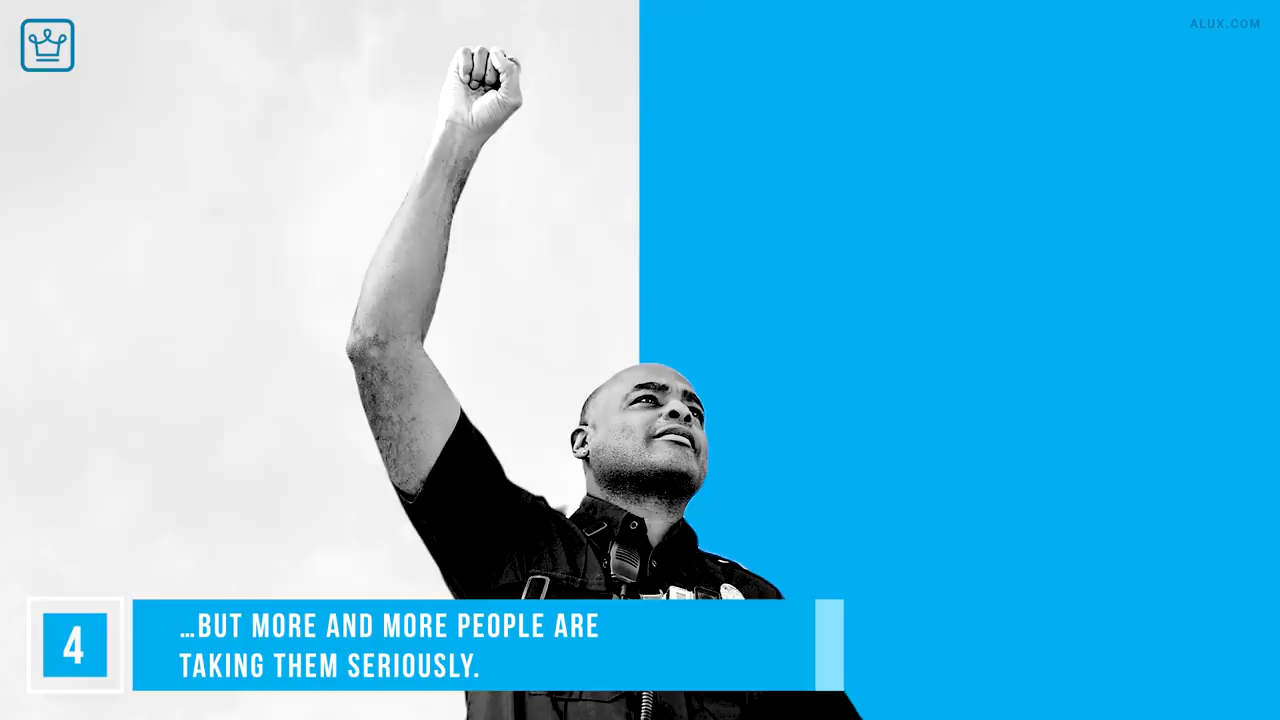 ALUX.COM
4
…BUT MORE AND MORE PEOPLE ARE
TAKING THEM SERIOUSLY.